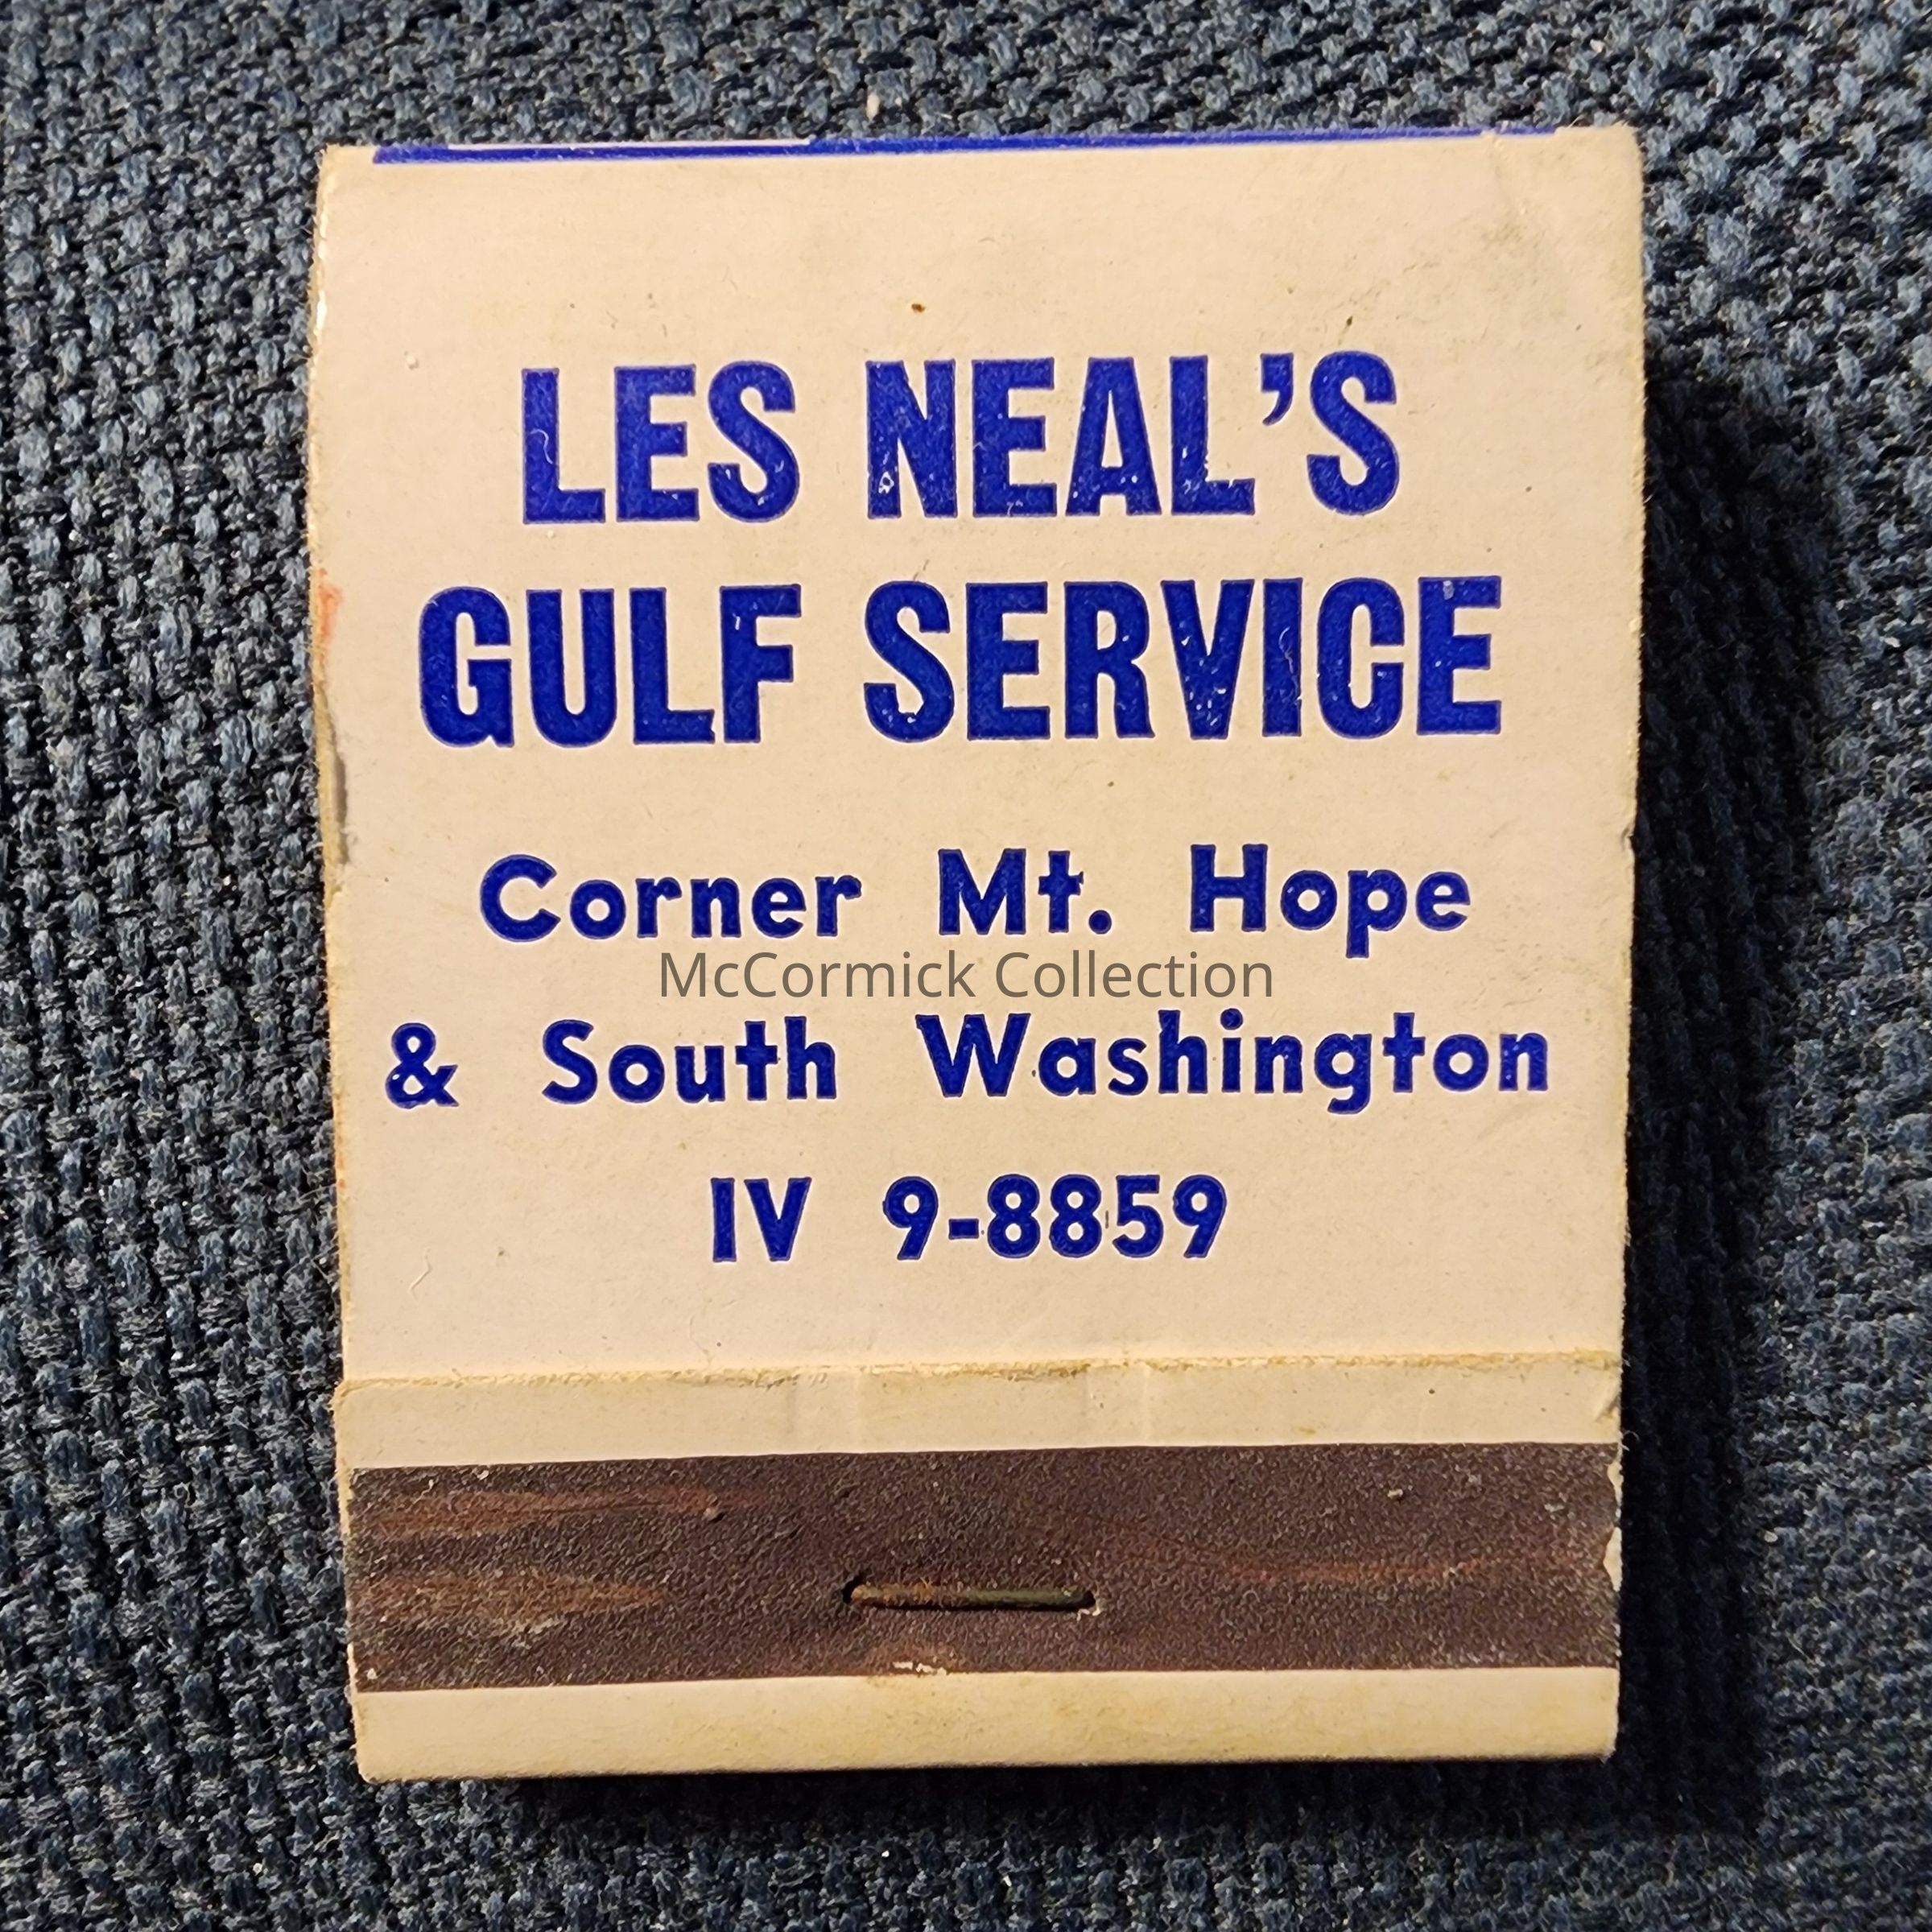 LES NEAL'S
GULF SERVICE
Corner Mt. Hope
McCormick Collection
& South Washington
IV 9-8859